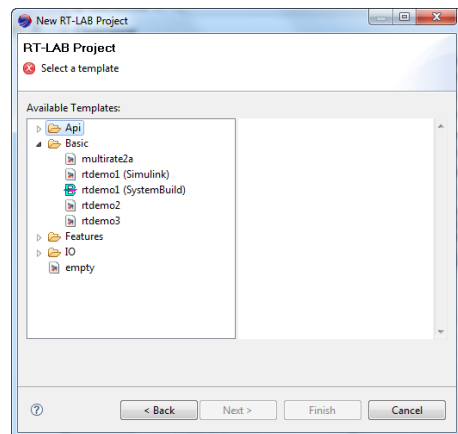 New RT-LAB Project
RT-LAB Project
Select a template
Available Templates:
Api
Basic
multirate2a
rtdemo1 (Simulink)
rtdemo1 (SystemBuild)
rtdemo2
rtdemo3
Features
IO
empty
< Back
Next >
Finish
Cancel